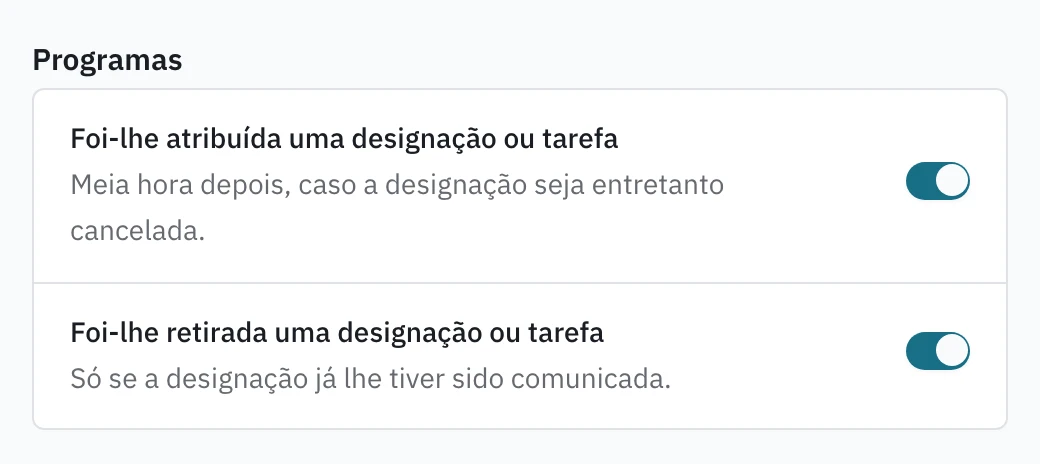 Programas
Foi-lhe atribuída uma designação ou tarefa
Meia hora depois, caso a designação seja entretanto
cancelada.
Foi-lhe retirada uma designação ou tarefa
Só se a designação já lhe tiver sido comunicada.